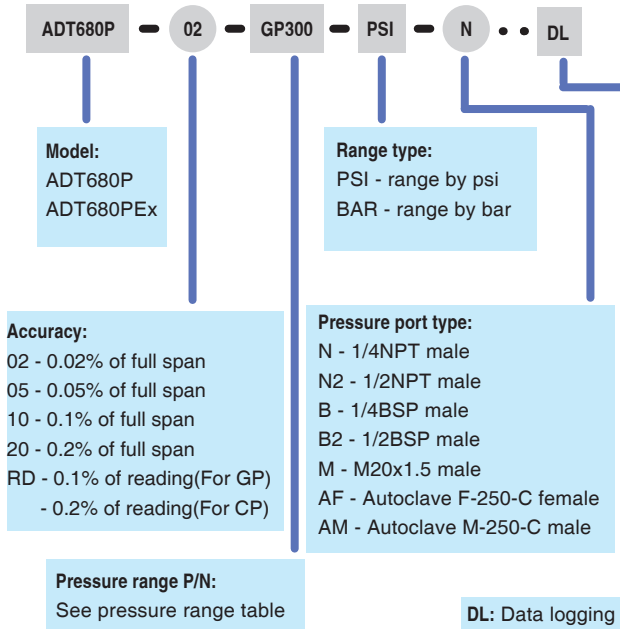 ADT680P - 02 - GP300 - PSI - N - - DL
Model:
ADT680P
ADT680PEx
Range type:
PSI - range by psi
BAR - range by bar
Accuracy:
02 - 0.02% of full span
05 - 0.05% of full span
10 - 0.1% of full span
20 - 0.2% of full span
RD - 0.1% of reading(For GP)
- 0.2% of reading(For CP)
Pressure port type:
N - 1/4NPT male
N2 - 1/2NPT male
B - 1/4BSP male
B2 - 1/2BSP male
M - M20x1.5 male
AF - Autoclave F-250-C female
AM - Autoclave M-250-C male
Pressure range P/N:
See pressure range table
DL: Data logging